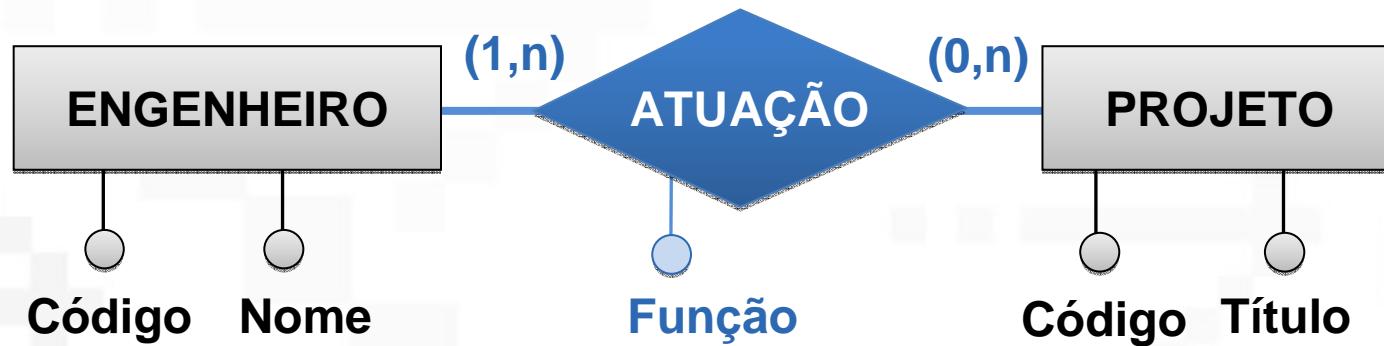 (1,n) (0,n)
ENGENHEIRO ATUAÇÃO PROJETO
Código Nome Função Código Título